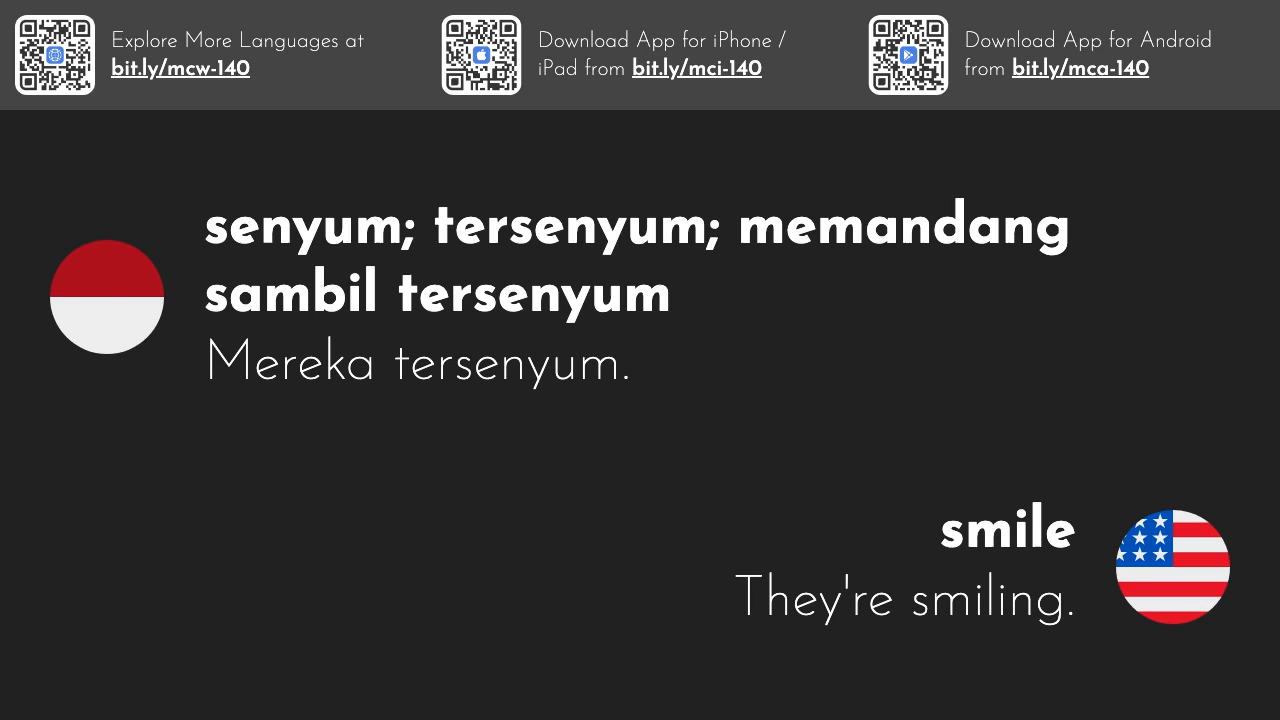 Explore More Languages at
bit.ly/mcw-140
Download App for iPhone /
iPad from bit.ly/mci-140
Download App for Android
from bit.ly/mca-140
senyum; tersenyum; memandang
sambil tersenyum
Mereka tersenyum.
smile
They're smiling.